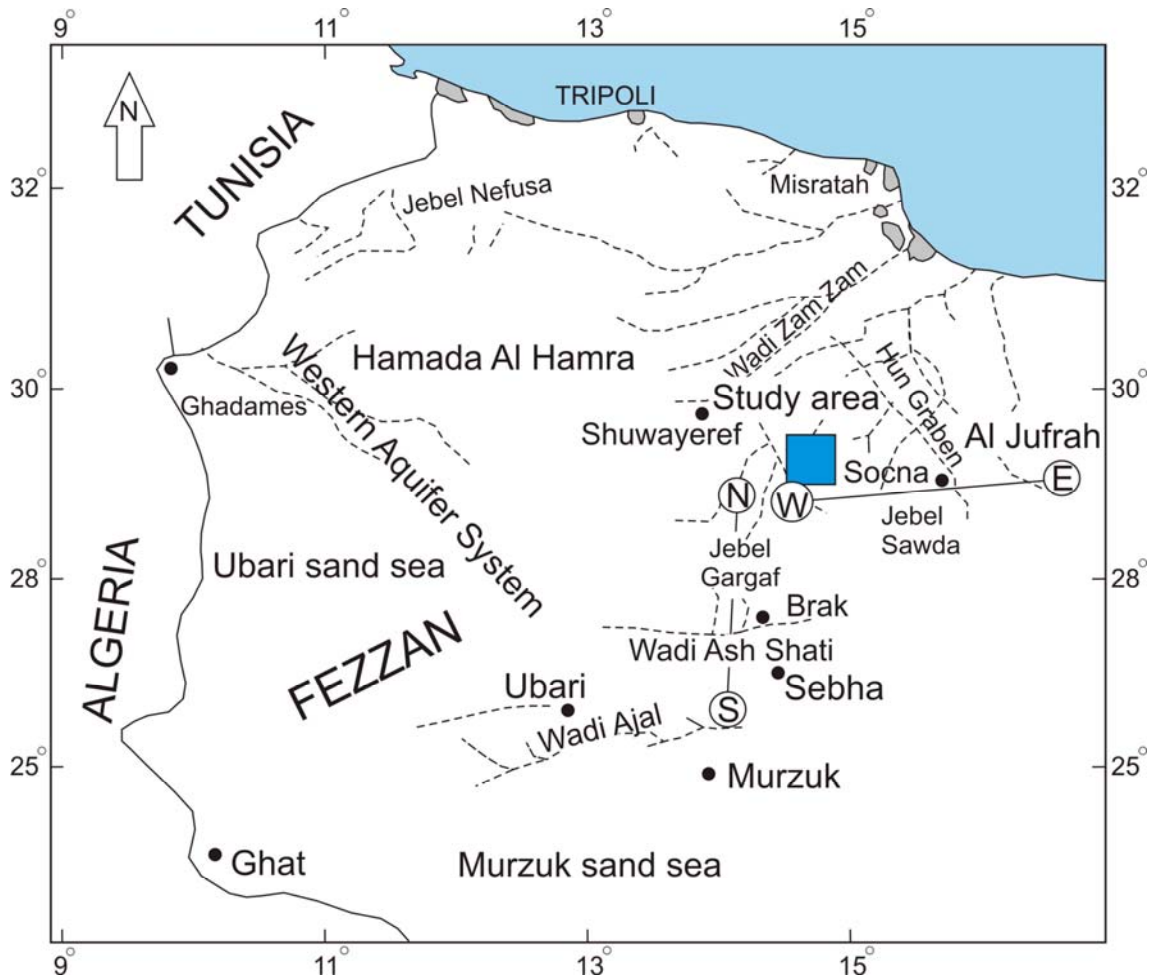 9°
11°
13°
15°
N
TUNISIA
TRIPOLI
32°
32°
Jebel Nefusa
Misratah
Wadi Zam Zam
Hamada Al Hamra
Western Aquifer System
Hun Graben
30°
30°
Ghadames
Study area
Shuwayeref
Al Jufrah
Socna
N
W
E
Jebel
Sawda
Jebel
Gargaf
28°
28°
ALGERIA
Ubari sand sea
FEZZAN
Brak
Wadi Ash Shati
Sebha
Ubari
S
Wadi Ajal
25°
25°
Murzuk
Ghat
Murzuk sand sea
9°
11°
13°
15°